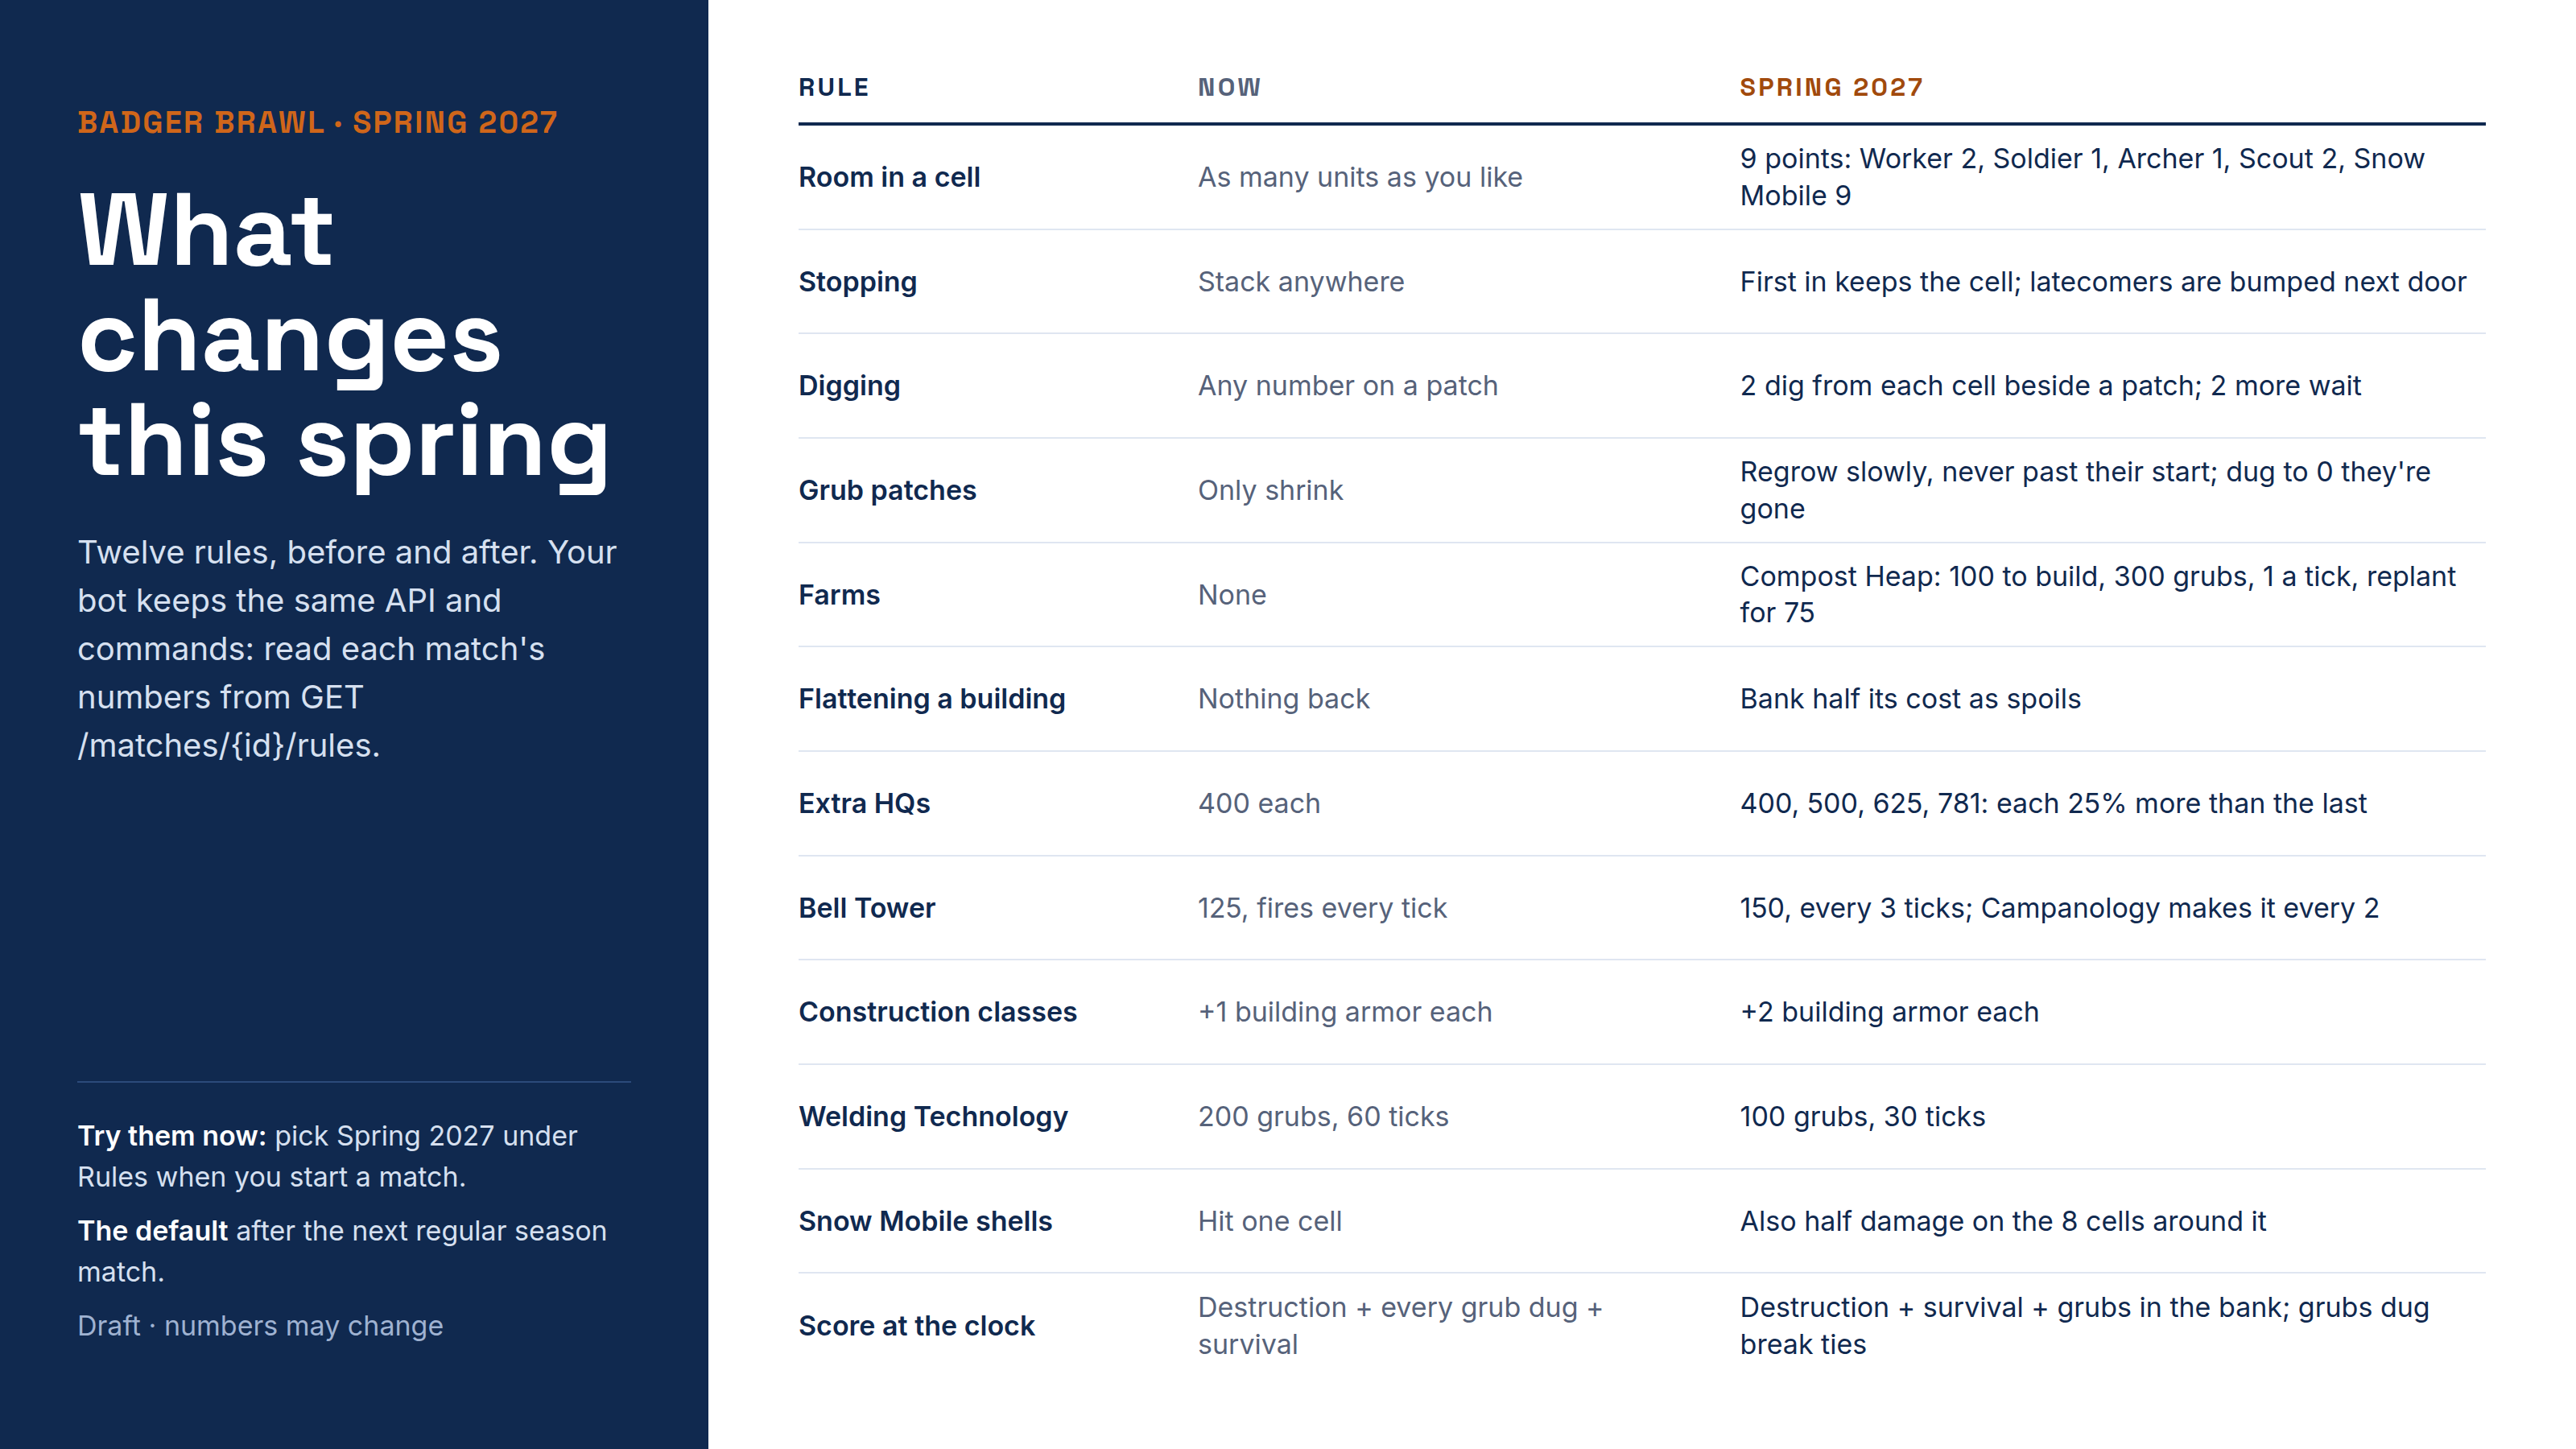 BADGER BRAWL · SPRING 2027
What
changes
this spring
Twelve rules, before and after. Your
bot keeps the same API and
commands: read each match's
numbers from GET
/matches/{id}/rules.
Try them now: pick Spring 2027 under
Rules when you start a match.
The default after the next regular season
match.
Draft · numbers may change
RULE NOW SPRING 2027
Room in a cell As many units as you like 9 points: Worker 2, Soldier 1, Archer 1, Scout 2, Snow
Mobile 9
Stopping Stack anywhere First in keeps the cell; latecomers are bumped next door
Digging Any number on a patch 2 dig from each cell beside a patch; 2 more wait
Grub patches Only shrink Regrow slowly, never past their start; dug to 0 they're
gone
Farms None Compost Heap: 100 to build, 300 grubs, 1 a tick, replant
for 75
Flattening a building Nothing back Bank half its cost as spoils
Extra HQs 400 each 400, 500, 625, 781: each 25% more than the last
Bell Tower 125, fires every tick 150, every 3 ticks; Campanology makes it every 2
Construction classes +1 building armor each +2 building armor each
Welding Technology 200 grubs, 60 ticks 100 grubs, 30 ticks
Snow Mobile shells Hit one cell Also half damage on the 8 cells around it
Score at the clock Destruction + every grub dug + Destruction + survival + grubs in the bank; grubs dug
survival break ties